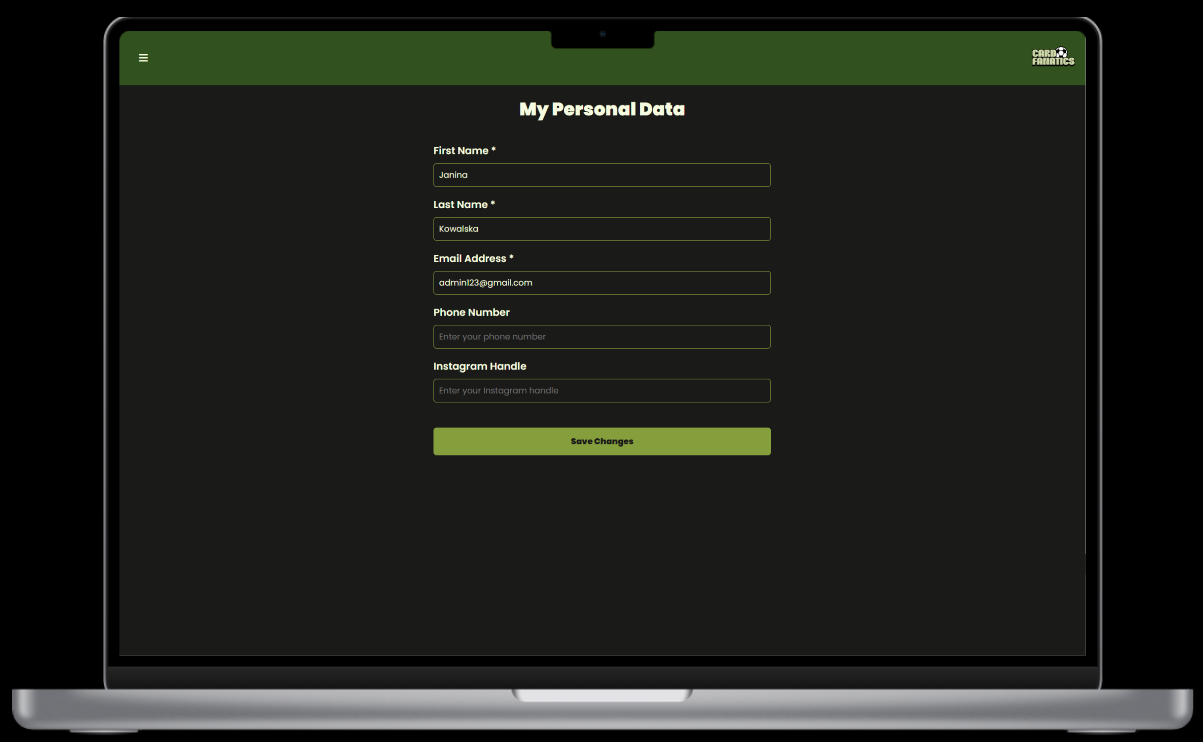 CARD
FANATICS
My Personal Data
First Name *
Janina
Last Name *
Kowalska
Email Address *
admin123@gmail.com
Phone Number
Enter your phone number
Instagram Handle
Enter your Instagram handle
Save Changes